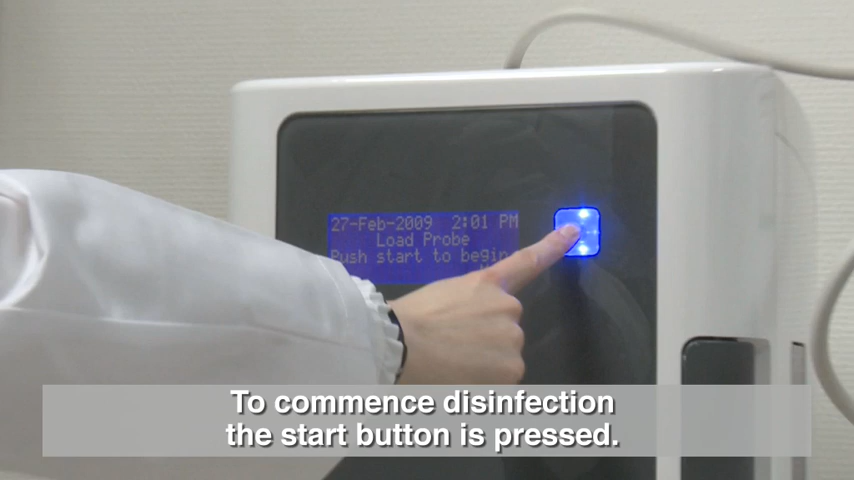 27-Feb-2009 2:01 PM
Load Probe
Push start to begin
To commence disinfection
the start button is pressed.